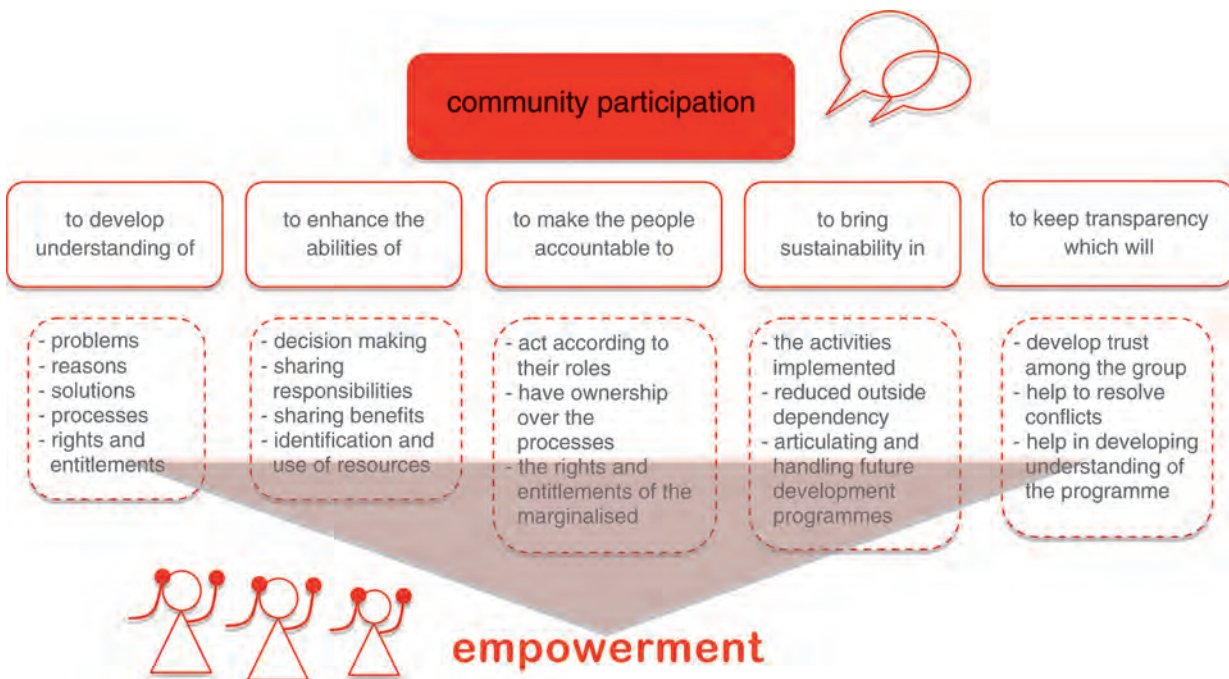 community participation
to develop
understanding of
to enhance the
abilities of
to make the people
accountable to
to bring
sustainability in
to keep transparency
which will
- problems
- reasons
- solutions
- processes
- rights and
entitlements
- decision making
- sharing
responsibilities
- sharing benefits
- identification and
use of resources
- act according to
their roles
- have ownership
over the
processes
- the rights and
entitlements of the
marginalised
- the activities
implemented
- reduced outside
dependency
- articulating and
handling future
development
programmes
- develop trust
among the group
- help to resolve
conflicts
- help in developing
understanding of
the programme
empowerment